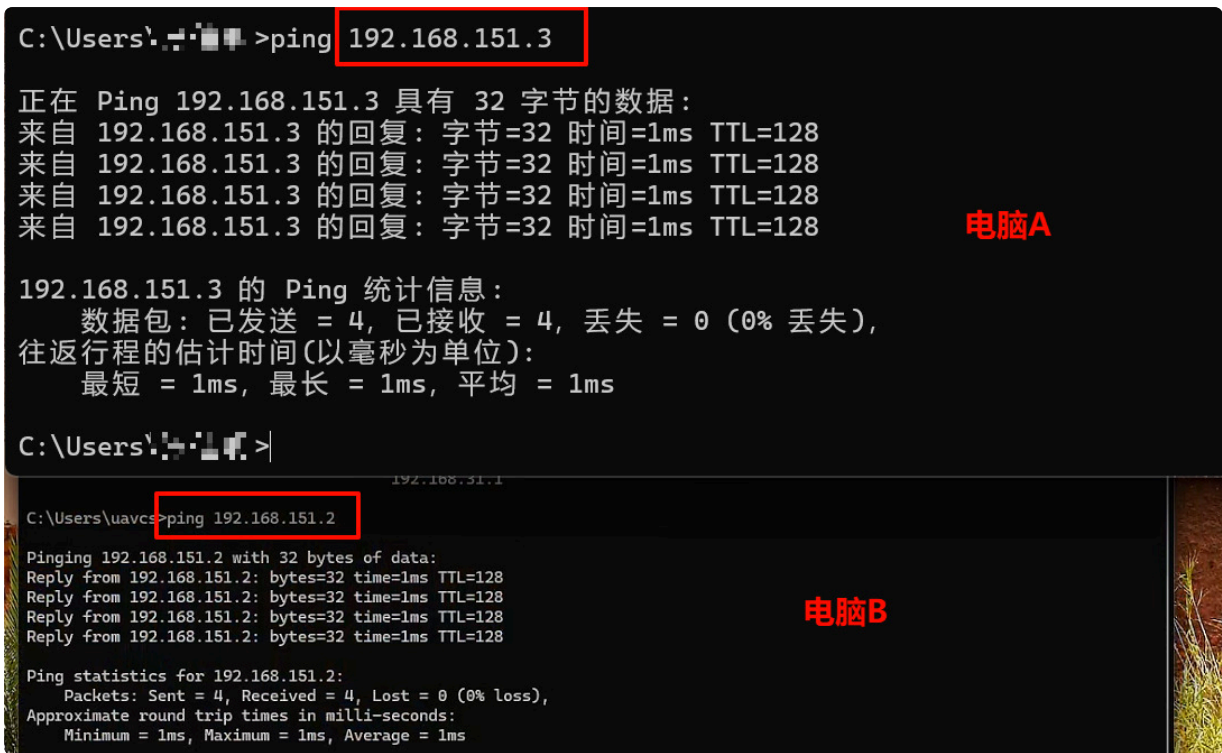 C:\Users\ >ping 192.168.151.3
正在 Ping 192.168.151.3 具有 32 字节的数据:
来自 192.168.151.3 的回复: 字节=32 时间=1ms TTL=128
来自 192.168.151.3 的回复: 字节=32 时间=1ms TTL=128
来自 192.168.151.3 的回复: 字节=32 时间=1ms TTL=128
来自 192.168.151.3 的回复: 字节=32 时间=1ms TTL=128
电脑A
192.168.151.3 的 Ping 统计信息:
数据包: 已发送 = 4, 已接收 = 4, 丢失 = 0 (0% 丢失),
往返行程的估计时间(以毫秒为单位):
最短 = 1ms, 最长 = 1ms, 平均 = 1ms
C:\Users\ >
192.168.31.1
C:\Users\uavcs>ping 192.168.151.2
Pinging 192.168.151.2 with 32 bytes of data:
Reply from 192.168.151.2: bytes=32 time=1ms TTL=128
Reply from 192.168.151.2: bytes=32 time=1ms TTL=128
Reply from 192.168.151.2: bytes=32 time=1ms TTL=128
Reply from 192.168.151.2: bytes=32 time=1ms TTL=128
电脑B
Ping statistics for 192.168.151.2:
Packets: Sent = 4, Received = 4, Lost = 0 (0% loss),
Approximate round trip times in milli-seconds:
Minimum = 1ms, Maximum = 1ms, Average = 1ms